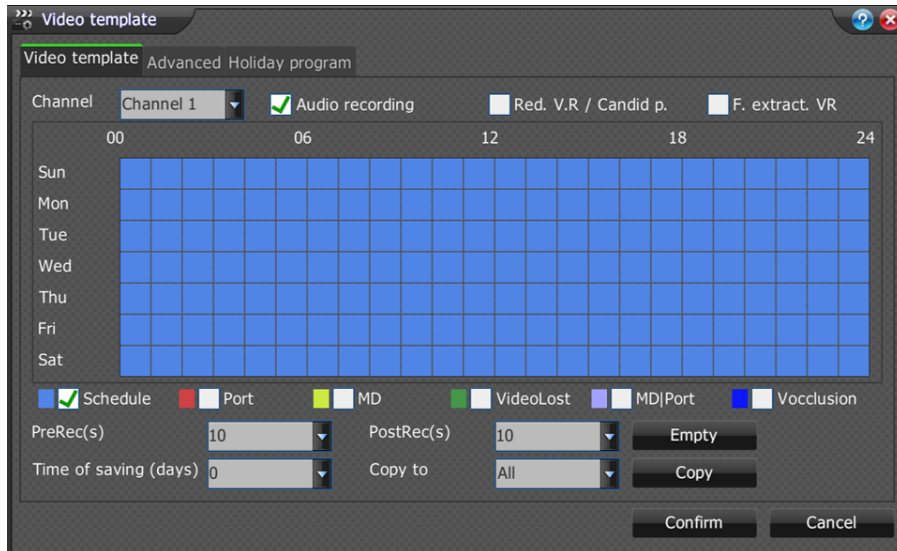 Video template
Video template Advanced Holiday program
Channel Channel 1 Audio recording Red. V.R / Candid p. F. extract. VR
00 06 12 18 24
Sun
Mon
Tue
Wed
Thu
Fri
Sat
Schedule Port MD VideoLost MD|Port Vocclusion
PreRec(s) 10 PostRec(s) 10 Empty
Time of saving (days) 0 Copy to All Copy
Confirm Cancel